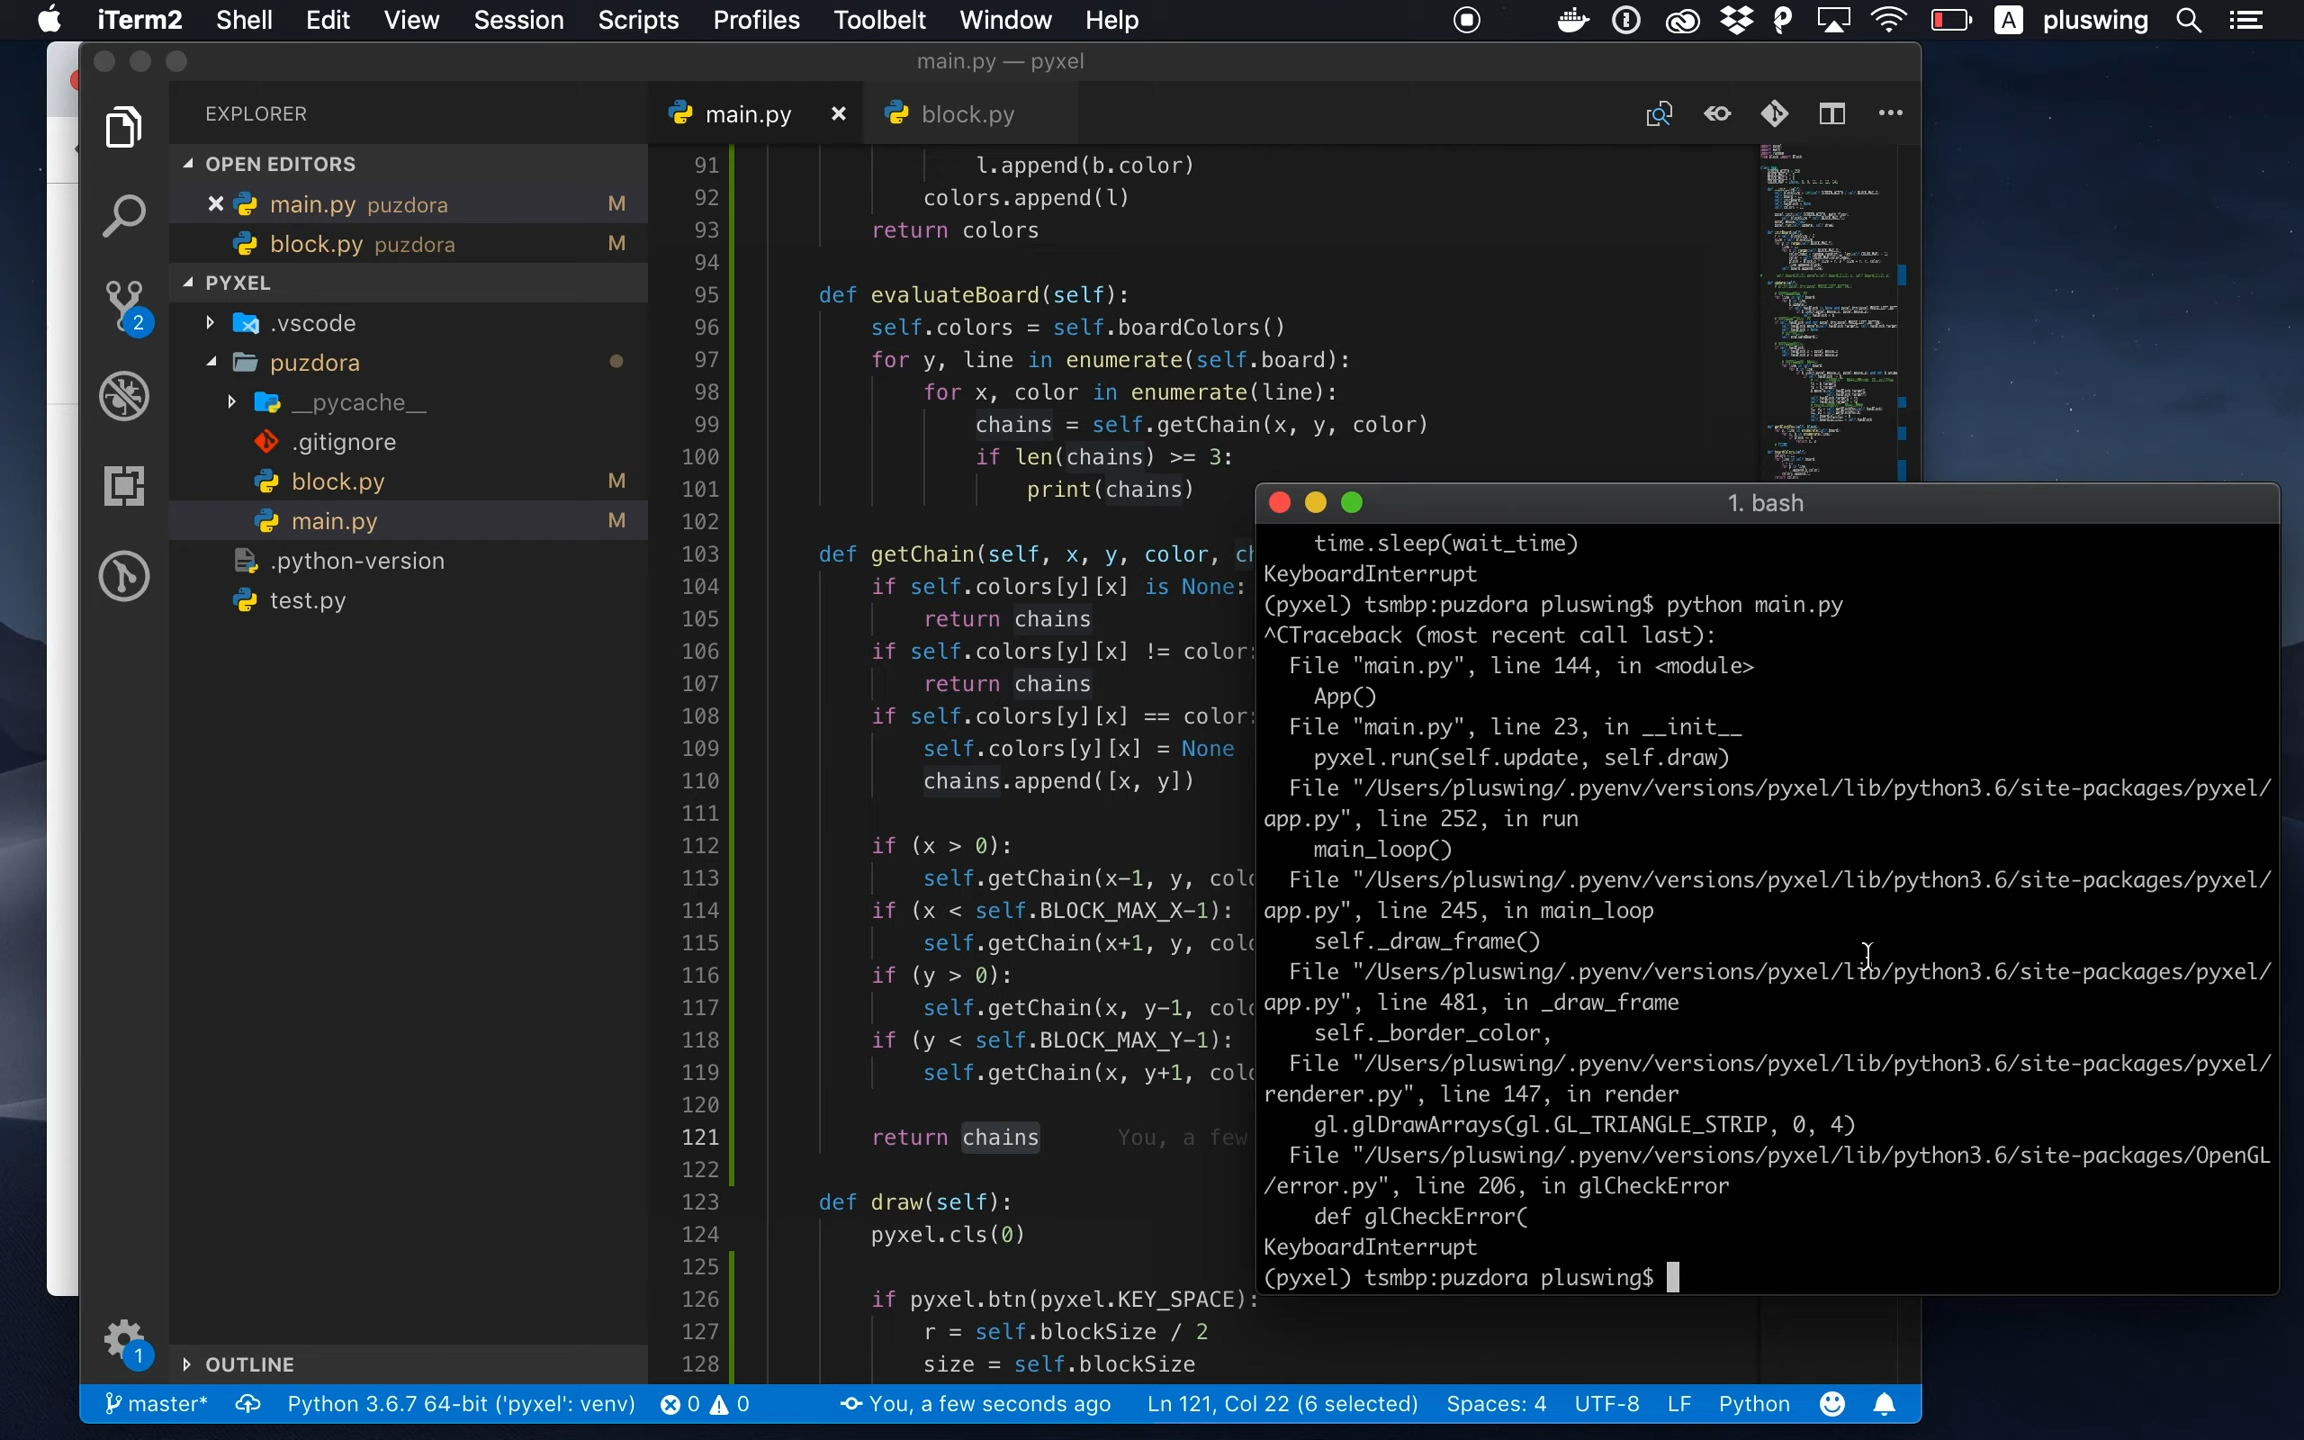 iTerm2 Shell Edit View Session Scripts Profiles Toolbelt Window Help
A pluswing
main.py — pyxel
EXPLORER
OPEN EDITORS
main.py puzdora M
block.py puzdora M
PYXEL
.vscode
puzdora
__pycache__
.gitignore
block.py M
main.py M
.python-version
test.py
OUTLINE
2
1
main.py
block.py
91 l.append(b.color)
92 colors.append(l)
93 return colors
94
95 def evaluateBoard(self):
96 self.colors = self.boardColors()
97 for y, line in enumerate(self.board):
98 for x, color in enumerate(line):
99 chains = self.getChain(x, y, color)
100 if len(chains) >= 3:
101 print(chains)
102
103 def getChain(self, x, y, color, ch
104 if self.colors[y][x] is None:
105 return chains
106 if self.colors[y][x] != color:
107 return chains
108 if self.colors[y][x] == color:
109 self.colors[y][x] = None
110 chains.append([x, y])
111
112 if (x > 0):
113 self.getChain(x-1, y, colo
114 if (x < self.BLOCK_MAX_X-1):
115 self.getChain(x+1, y, colo
116 if (y > 0):
117 self.getChain(x, y-1, colo
118 if (y < self.BLOCK_MAX_Y-1):
119 self.getChain(x, y+1, colo
120
121 return chains You, a few
122
123 def draw(self):
124 pyxel.cls(0)
125
126 if pyxel.btn(pyxel.KEY_SPACE):
127 r = self.blockSize / 2
128 size = self.blockSize
1. bash
time.sleep(wait_time)
KeyboardInterrupt
(pyxel) tsmbp:puzdora pluswing$ python main.py
^CTraceback (most recent call last):
File "main.py", line 144, in <module>
App()
File "main.py", line 23, in __init__
pyxel.run(self.update, self.draw)
File "/Users/pluswing/.pyenv/versions/pyxel/lib/python3.6/site-packages/pyxel/
app.py", line 252, in run
main_loop()
File "/Users/pluswing/.pyenv/versions/pyxel/lib/python3.6/site-packages/pyxel/
app.py", line 245, in main_loop
self._draw_frame()
File "/Users/pluswing/.pyenv/versions/pyxel/lib/python3.6/site-packages/pyxel/
app.py", line 481, in _draw_frame
self._border_color,
File "/Users/pluswing/.pyenv/versions/pyxel/lib/python3.6/site-packages/pyxel/
renderer.py", line 147, in render
gl.glDrawArrays(gl.GL_TRIANGLE_STRIP, 0, 4)
File "/Users/pluswing/.pyenv/versions/pyxel/lib/python3.6/site-packages/OpenGL
/error.py", line 206, in glCheckError
def glCheckError(
KeyboardInterrupt
(pyxel) tsmbp:puzdora pluswing$
master* Python 3.6.7 64-bit ('pyxel': venv) 0 0 You, a few seconds ago Ln 121, Col 22 (6 selected) Spaces: 4 UTF-8 LF Python